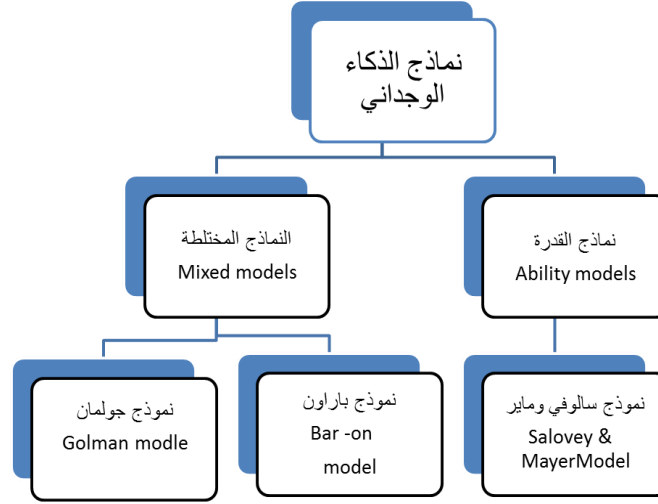 نماذج الذكاء
الوجداني
نماذج القدرة
Ability models
النماذج المختلطة
Mixed models
نموذج سالوفي وماير
Salovey &
MayerModel
نموذج باراون
Bar -on
model
نموذج جولمان
Golman modle